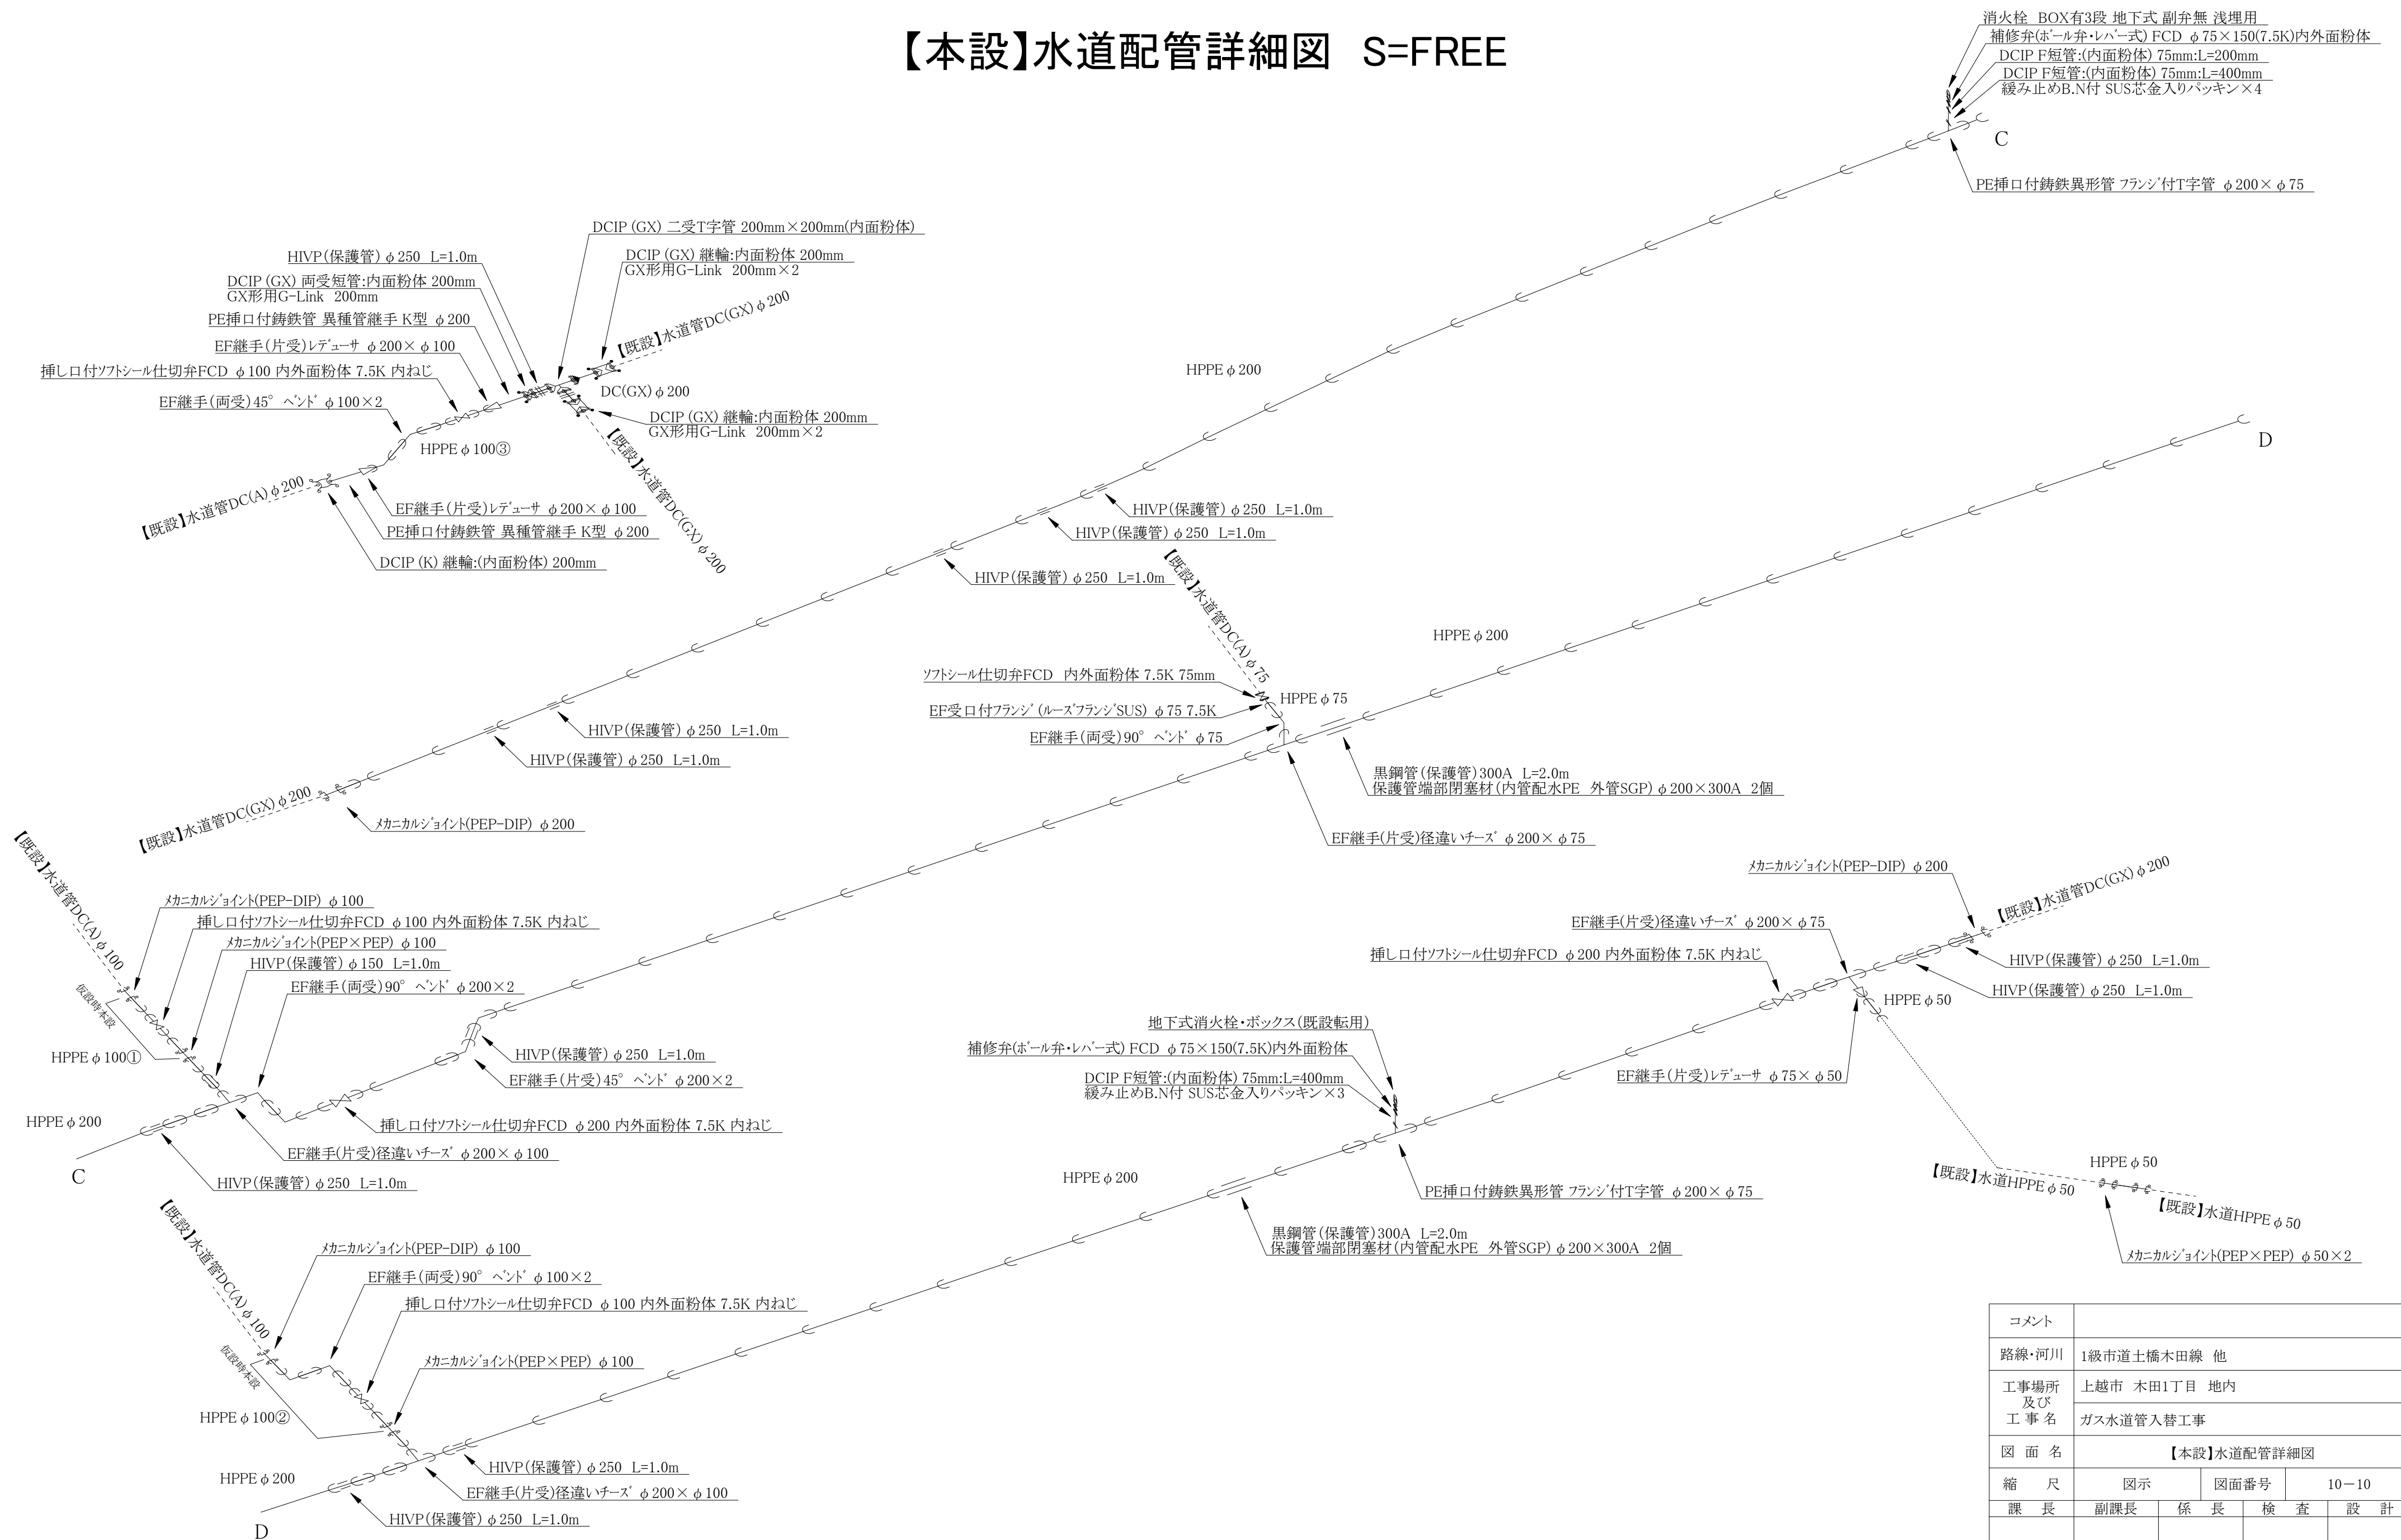 【本設】水道配管詳細図 S=FREE
消火栓 BOX有3段 地下式 副弁無 浅埋用
補修弁(ﾎﾞｰﾙ弁・ﾚﾊﾞｰ式) FCD φ75×150(7.5K)内外面粉体
DCIP F短管:(内面粉体) 75mm:L=200mm
DCIP F短管:(内面粉体) 75mm:L=400mm
緩み止めB.N付 SUS芯金入りパッキン×4
C
PE挿口付鋳鉄異形管 フランジ付T字管 φ200×φ75
DCIP (GX) 二受T字管 200mm×200mm(内面粉体)
HIVP(保護管) φ250 L=1.0m
DCIP (GX) 継輪:内面粉体 200mm
GX形用G-Link 200mm×2
DCIP (GX) 両受短管:内面粉体 200mm
GX形用G-Link 200mm
【既設】水道管DC(GX)φ200
PE挿口付鋳鉄管 異種管継手 K型 φ200
EF継手(片受)ﾚﾃﾞｭｰｻ φ200×φ100
挿し口付ｿﾌﾄｼｰﾙ仕切弁FCD φ100 内外面粉体 7.5K 内ねじ
EF継手(両受)45° ﾍﾞﾝﾄﾞ φ100×2
DC(GX)φ200
DCIP (GX) 継輪:内面粉体 200mm
GX形用G-Link 200mm×2
HPPEφ100③
【既設】水道管DC(GX)φ200
【既設】水道管DC(A)φ200
EF継手(片受)ﾚﾃﾞｭｰｻ φ200×φ100
PE挿口付鋳鉄管 異種管継手 K型 φ200
DCIP (K) 継輪:(内面粉体) 200mm
HPPEφ200
D
HIVP(保護管) φ250 L=1.0m
HIVP(保護管) φ250 L=1.0m
HIVP(保護管) φ250 L=1.0m
【既設】水道管DC(A)φ75
HPPEφ200
ｿﾌﾄｼｰﾙ仕切弁FCD 内外面粉体 7.5K 75mm
HPPEφ75
EF受口付フランジ(ﾙｰｽﾞﾌﾗﾝｼﾞSUS) φ75 7.5K
EF継手(両受)90° ﾍﾞﾝﾄﾞ φ75
HIVP(保護管) φ250 L=1.0m
HIVP(保護管) φ250 L=1.0m
黒鋼管(保護管)300A L=2.0m
保護管端部閉塞材(内管配水PE 外管SGP)φ200×300A 2個
【既設】水道管DC(GX)φ200
ﾒｶﾆｶﾙｼﾞｮｲﾝﾄ(PEP-DIP) φ200
EF継手(片受)径違いﾁｰｽﾞ φ200×φ75
【既設】水道管DC(A)φ100
ﾒｶﾆｶﾙｼﾞｮｲﾝﾄ(PEP-DIP) φ100
挿し口付ｿﾌﾄｼｰﾙ仕切弁FCD φ100 内外面粉体 7.5K 内ねじ
ﾒｶﾆｶﾙｼﾞｮｲﾝﾄ(PEP×PEP) φ100
HIVP(保護管) φ150 L=1.0m
EF継手(両受)90° ﾍﾞﾝﾄﾞ φ200×2
仮設時本設
HPPEφ100①
HIVP(保護管) φ250 L=1.0m
EF継手(片受)45° ﾍﾞﾝﾄﾞ φ200×2
HPPEφ200
挿し口付ｿﾌﾄｼｰﾙ仕切弁FCD φ200 内外面粉体 7.5K 内ねじ
EF継手(片受)径違いﾁｰｽﾞ φ200×φ100
C
HIVP(保護管) φ250 L=1.0m
ﾒｶﾆｶﾙｼﾞｮｲﾝﾄ(PEP-DIP) φ200
【既設】水道管DC(GX)φ200
EF継手(片受)径違いﾁｰｽﾞ φ200×φ75
挿し口付ｿﾌﾄｼｰﾙ仕切弁FCD φ200 内外面粉体 7.5K 内ねじ
HIVP(保護管) φ250 L=1.0m
HIVP(保護管) φ250 L=1.0m
HPPEφ50
地下式消火栓・ボックス(既設転用)
補修弁(ﾎﾞｰﾙ弁・ﾚﾊﾞｰ式) FCD φ75×150(7.5K)内外面粉体
EF継手(片受)ﾚﾃﾞｭｰｻ φ75×φ50
DCIP F短管:(内面粉体) 75mm:L=400mm
緩み止めB.N付 SUS芯金入りパッキン×3
HPPEφ200
PE挿口付鋳鉄異形管 フランジ付T字管 φ200×φ75
黒鋼管(保護管)300A L=2.0m
保護管端部閉塞材(内管配水PE 外管SGP)φ200×300A 2個
HPPEφ50
【既設】水道HPPEφ50
【既設】水道HPPEφ50
ﾒｶﾆｶﾙｼﾞｮｲﾝﾄ(PEP×PEP) φ50×2
【既設】水道管DC(A)φ100
ﾒｶﾆｶﾙｼﾞｮｲﾝﾄ(PEP-DIP) φ100
EF継手(両受)90° ﾍﾞﾝﾄﾞ φ100×2
挿し口付ｿﾌﾄｼｰﾙ仕切弁FCD φ100 内外面粉体 7.5K 内ねじ
仮設時本設
ﾒｶﾆｶﾙｼﾞｮｲﾝﾄ(PEP×PEP) φ100
HPPEφ100②
HPPEφ200
HIVP(保護管) φ250 L=1.0m
EF継手(片受)径違いﾁｰｽﾞ φ200×φ100
HIVP(保護管) φ250 L=1.0m
D
コメント
路線・河川 1級市道土橋木田線 他
工事場所 及び 工事名
上越市 木田1丁目 地内
ガス水道管入替工事
図面名 【本設】水道配管詳細図
縮尺 図示 図面番号 10－10
課長 副課長 係長 検査 設計